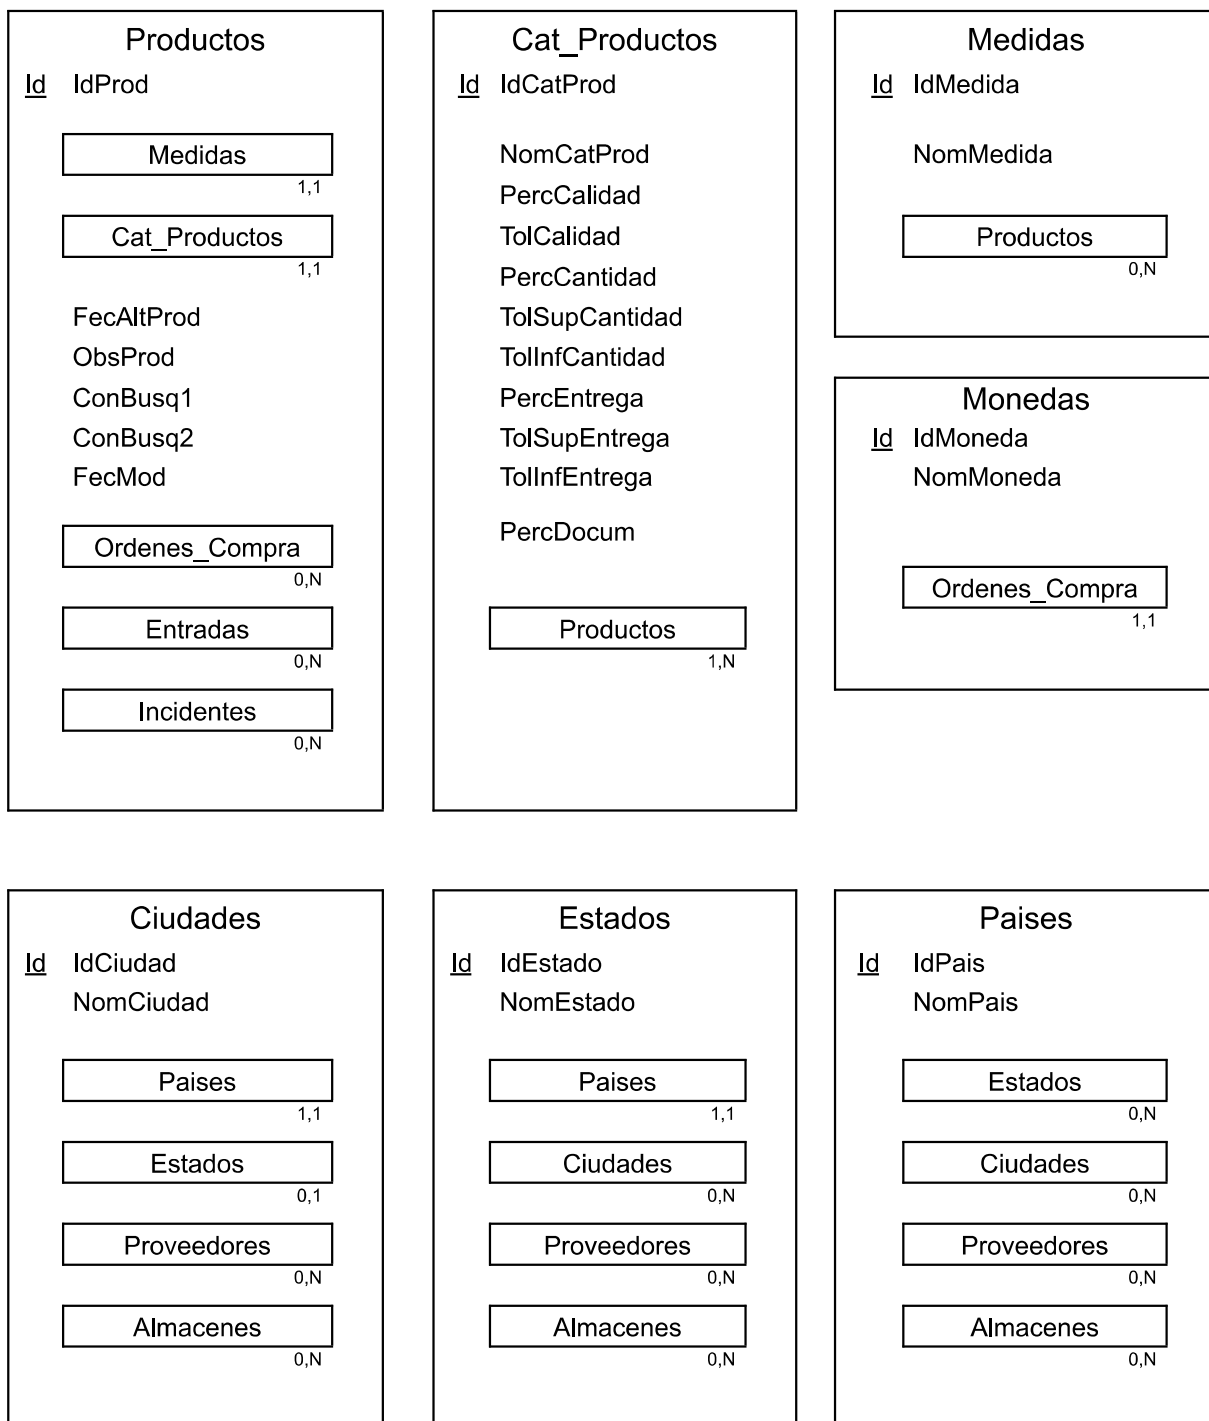 Productos
Id IdProd
Medidas
1,1
Cat_Productos
1,1
FecAltProd
ObsProd
ConBusq1
ConBusq2
FecMod
Ordenes_Compra
0,N
Entradas
0,N
Incidentes
0,N
Cat_Productos
Id IdCatProd
NomCatProd
PercCalidad
TolCalidad
PercCantidad
TolSupCantidad
TolInfCantidad
PercEntrega
TolSupEntrega
TolInfEntrega
PercDocum
Productos
1,N
Medidas
Id IdMedida
NomMedida
Productos
0,N
Monedas
Id IdMoneda
NomMoneda
Ordenes_Compra
1,1
Ciudades
Id IdCiudad
NomCiudad
Paises
1,1
Estados
0,1
Proveedores
0,N
Almacenes
0,N
Estados
Id IdEstado
NomEstado
Paises
1,1
Ciudades
0,N
Proveedores
0,N
Almacenes
0,N
Paises
Id IdPais
NomPais
Estados
0,N
Ciudades
0,N
Proveedores
0,N
Almacenes
0,N